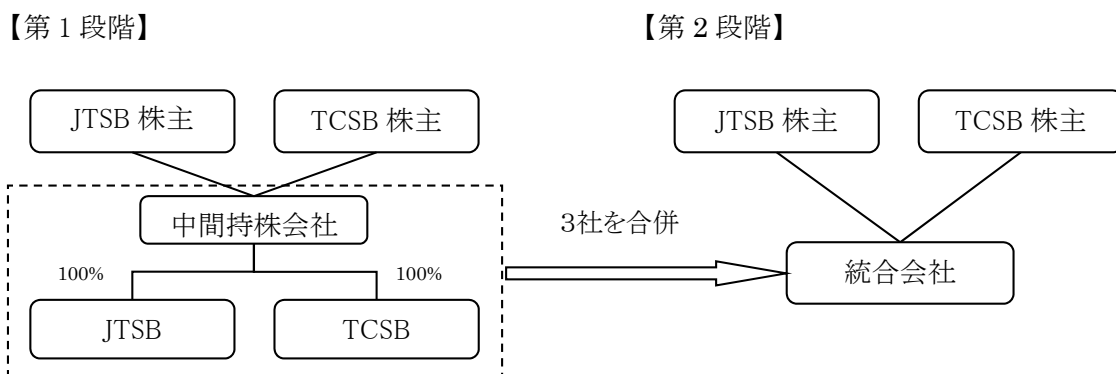 【第1段階】
【第2段階】
JTSB 株主
TCSB 株主
JTSB 株主
TCSB 株主
中間持株会社
3社を合併
100%
100%
統合会社
JTSB
TCSB